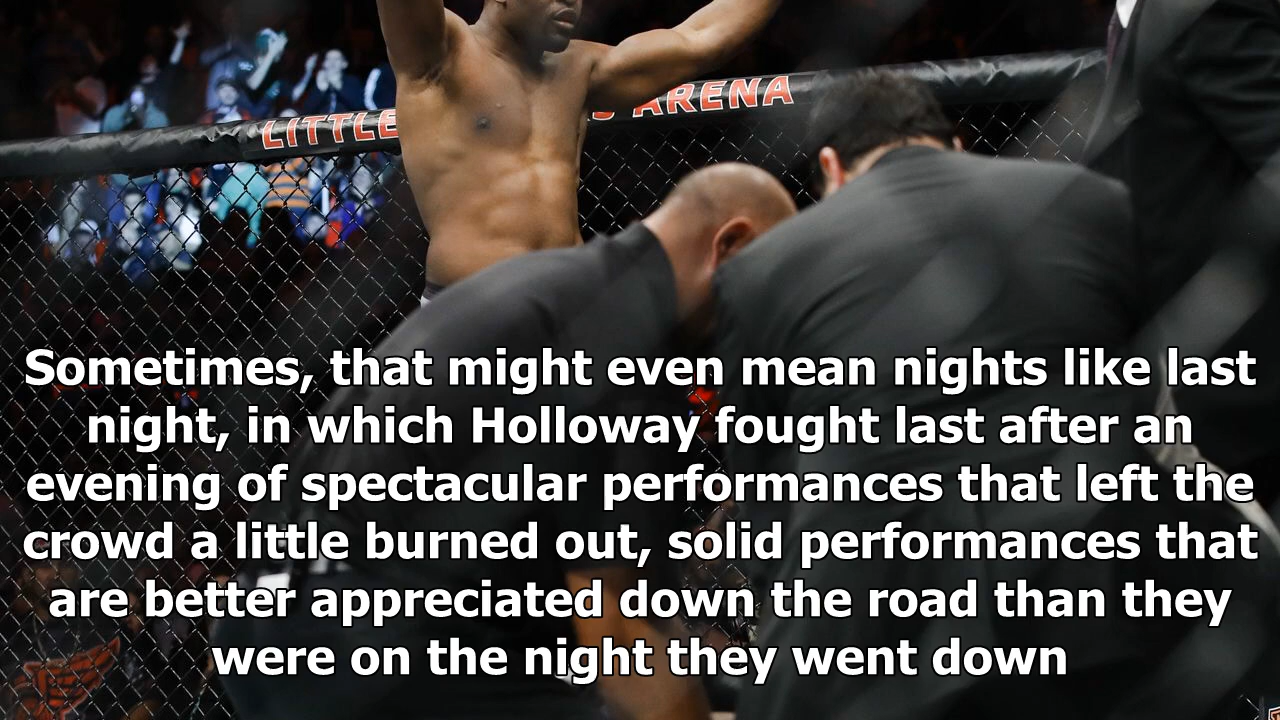 LITTLE ARENA
Sometimes, that might even mean nights like last
night, in which Holloway fought last after an
evening of spectacular performances that left the
crowd a little burned out, solid performances that
are better appreciated down the road than they
were on the night they went down